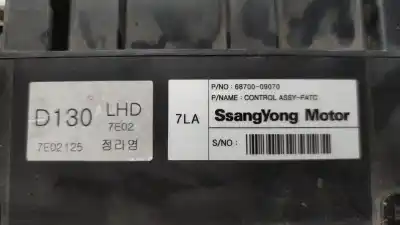 D130
LHD
7E02
7E02125
정라영
7LA
P/NO : 68700-09070
P/NAME : CONTROL ASSY-FATC
SsangYong Motor
S/NO :